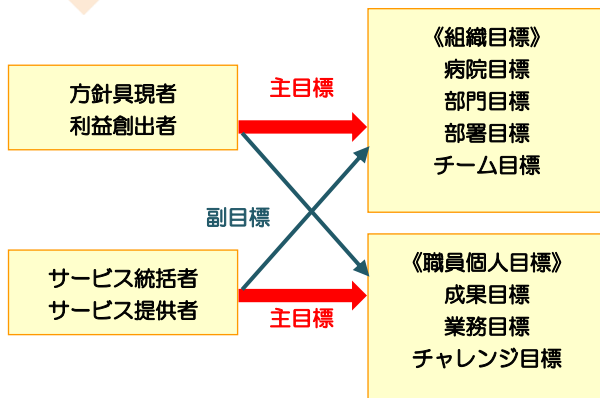 方針具現者
利益創出者
主目標
《組織目標》
病院目標
部門目標
部署目標
チーム目標
副目標
サービス統括者
サービス提供者
主目標
《職員個人目標》
成果目標
業務目標
チャレンジ目標